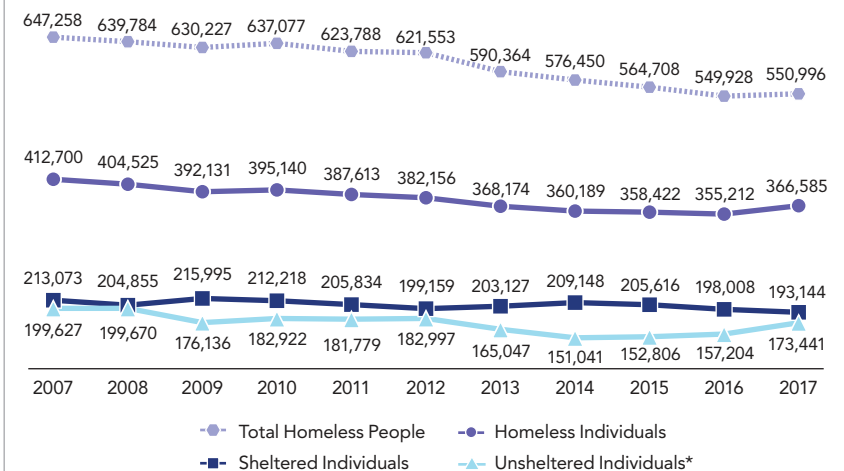 647,258 639,784 630,227 637,077 623,788 621,553 590,364 576,450 564,708 549,928 550,996
412,700 404,525 392,131 395,140 387,613 382,156 368,174 360,189 358,422 355,212 366,585
213,073 204,855 215,995 212,218 205,834 199,159 203,127 209,148 205,616 198,008 193,144
199,627 199,670 176,136 182,922 181,779 182,997 165,047 151,041 152,806 157,204 173,441
2007 2008 2009 2010 2011 2012 2013 2014 2015 2016 2017
Total Homeless People Homeless Individuals
Sheltered Individuals Unsheltered Individuals*